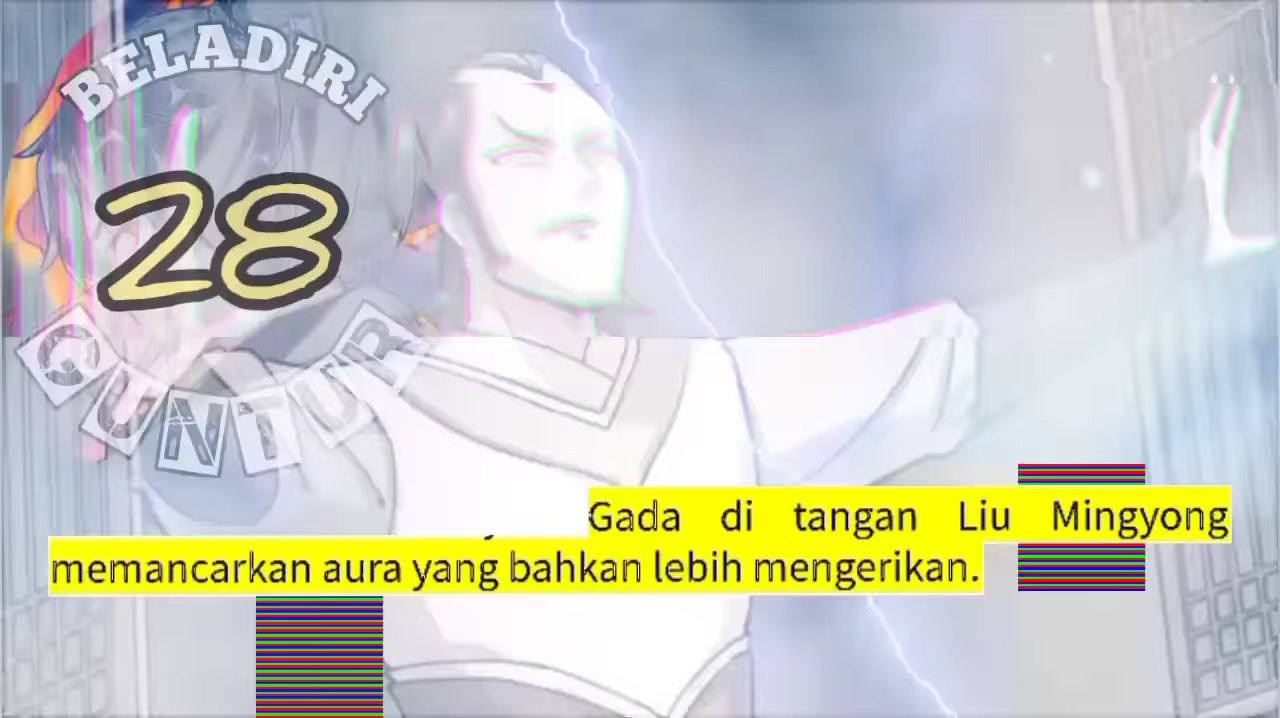 BELADIRI
28
GUNTUR
Gada di tangan Liu Mingyong
memancarkan aura yang bahkan lebih mengerikan.